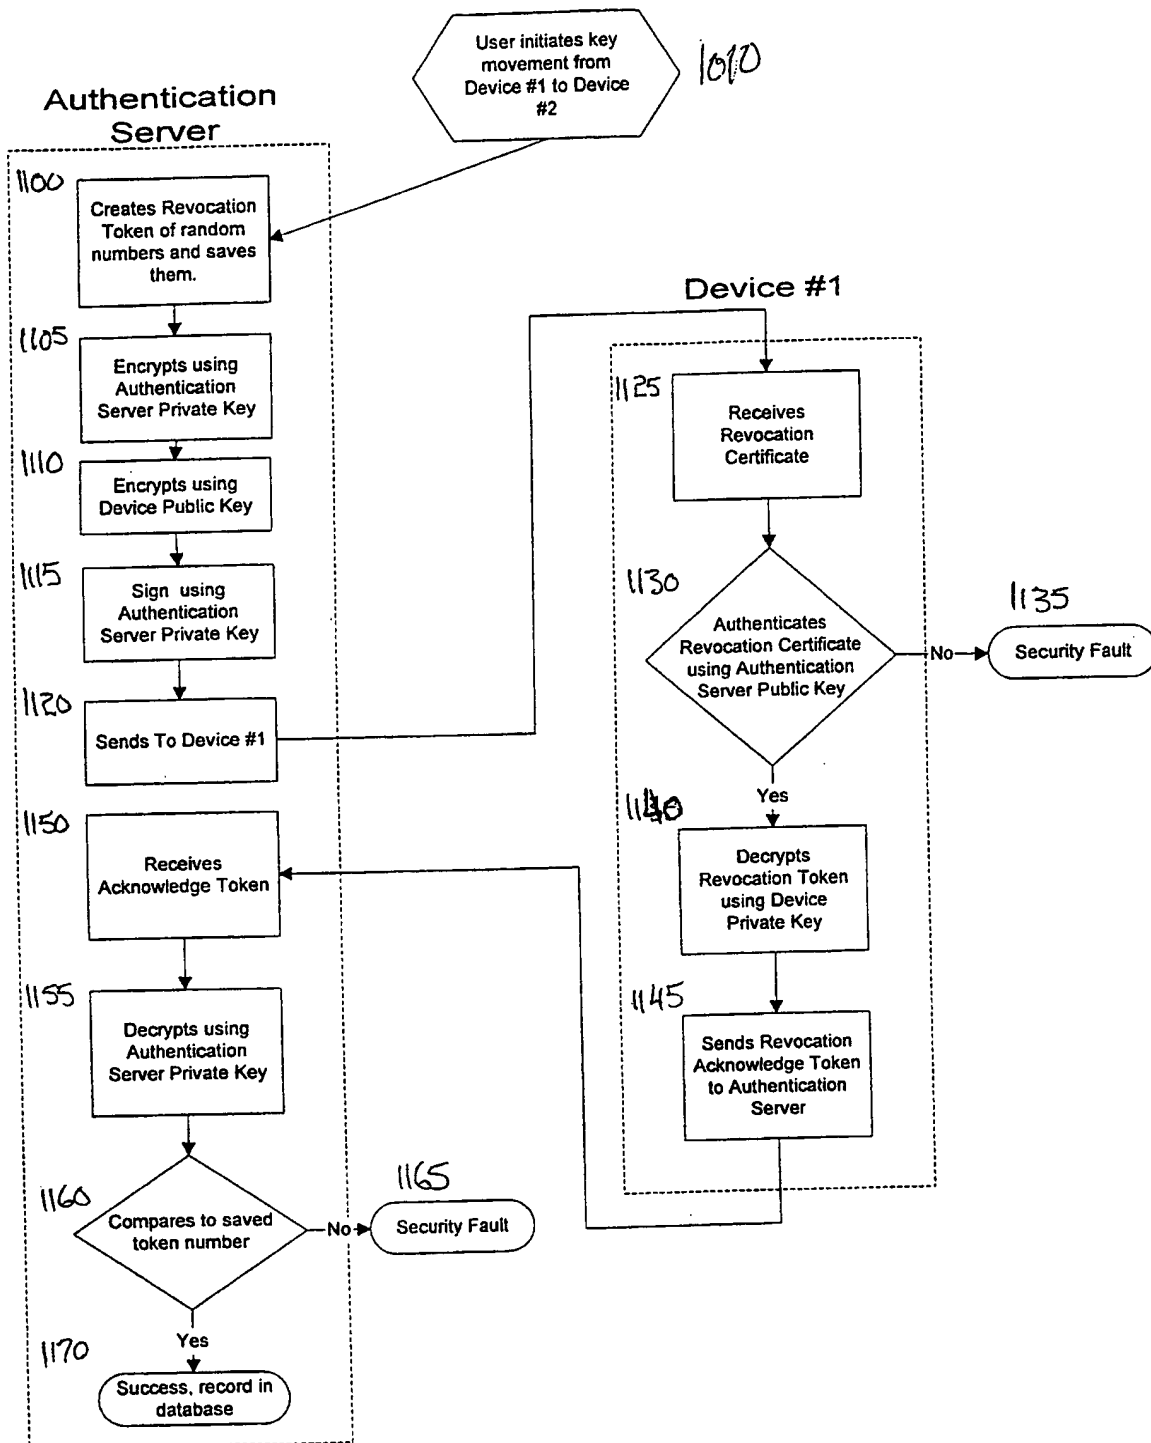 User initiates key
movement from
Device #1 to Device
#2
1010
Authentication
Server
1100
Creates Revocation
Token of random
numbers and saves
them.
1105
Encrypts using
Authentication
Server Private Key
1110
Encrypts using
Device Public Key
1115
Sign using
Authentication
Server Private Key
1120
Sends To Device #1
Device #1
1125
Receives
Revocation
Certificate
1130
Authenticates
Revocation Certificate
using Authentication
Server Public Key
No
1135
Security Fault
Yes
1140
Decrypts
Revocation Token
using Device
Private Key
1145
Sends Revocation
Acknowledge Token
to Authentication
Server
1150
Receives
Acknowledge Token
1155
Decrypts using
Authentication
Server Private Key
1160
Compares to saved
token number
No
1165
Security Fault
Yes
1170
Success, record in
database